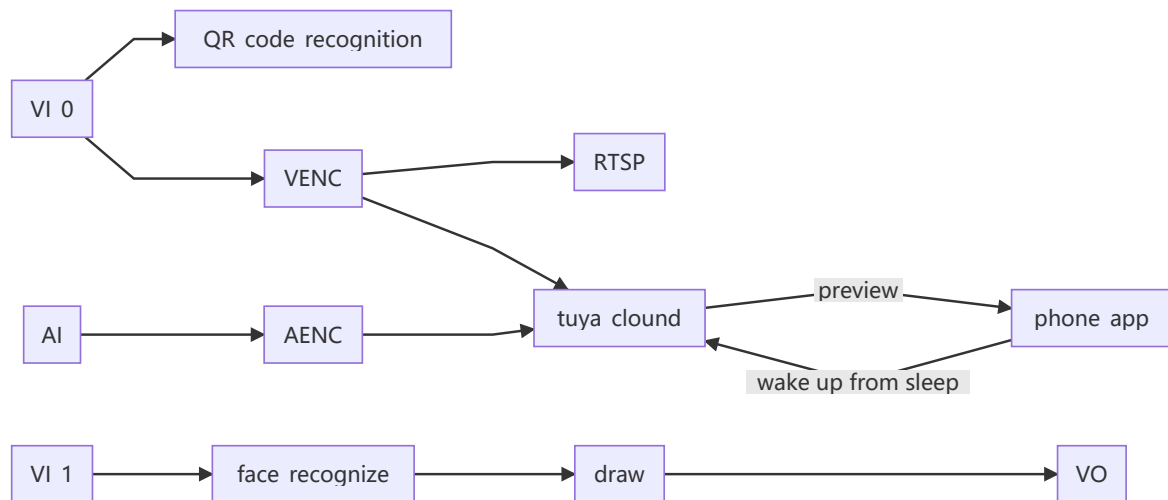 QR code recognition
VI 0
RTSP
VENC
preview
tuya clound
phone app
AI
AENC
wake up from sleep
VI 1
face recognize
draw
VO